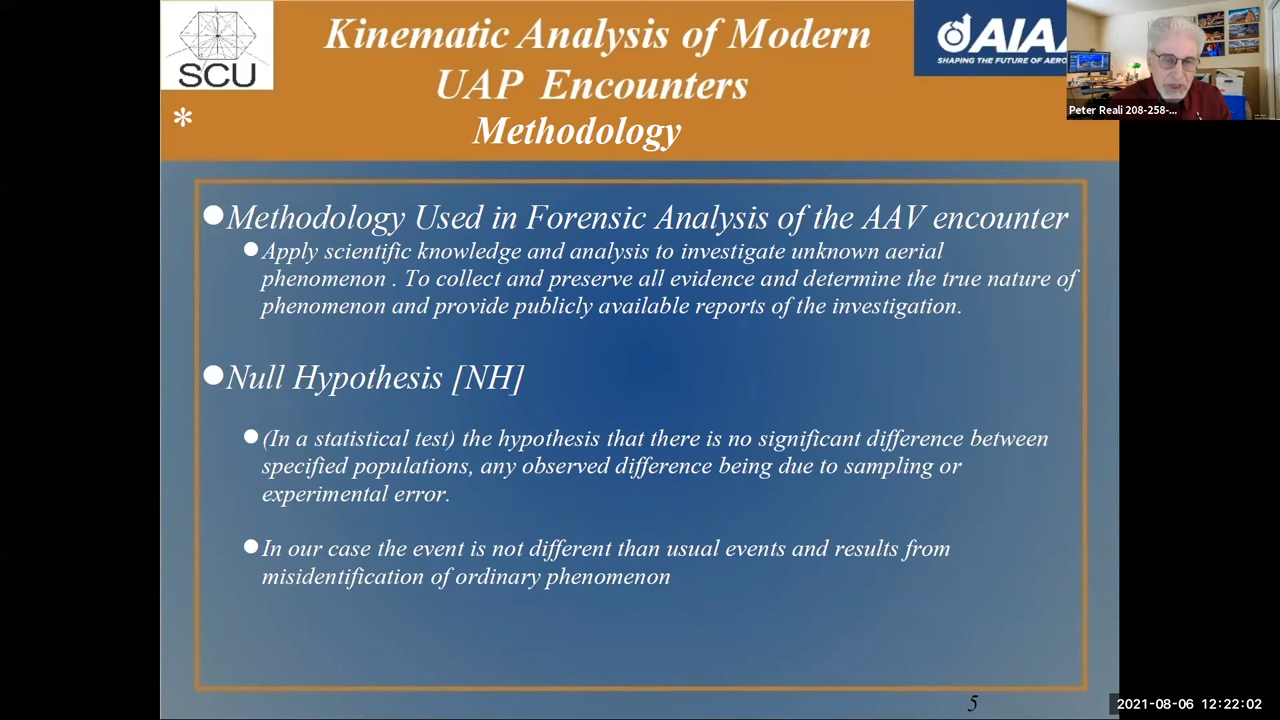 SCU
Kinematic Analysis of Modern
UAP Encounters
Methodology
*
AIAA
SHAPING THE FUTURE OF AERO
Peter Reali 208-258-...
●Methodology Used in Forensic Analysis of the AAV encounter
●Apply scientific knowledge and analysis to investigate unknown aerial
phenomenon . To collect and preserve all evidence and determine the true nature of
phenomenon and provide publicly available reports of the investigation.
●Null Hypothesis [NH]
●(In a statistical test) the hypothesis that there is no significant difference between
specified populations, any observed difference being due to sampling or
experimental error.
●In our case the event is not different than usual events and results from
misidentification of ordinary phenomenon
5
2021-08-06 12:22:02